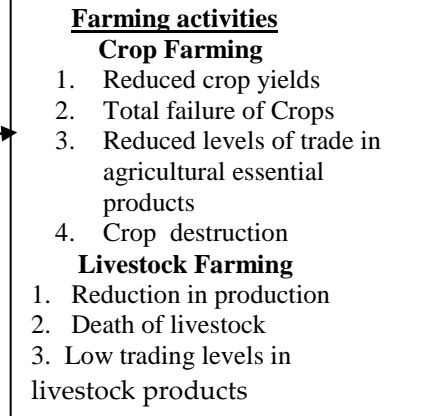 Farming activities
Crop Farming
1. Reduced crop yields
2. Total failure of Crops
3. Reduced levels of trade in
agricultural essential
products
4. Crop destruction
Livestock Farming
1. Reduction in production
2. Death of livestock
3. Low trading levels in
livestock products